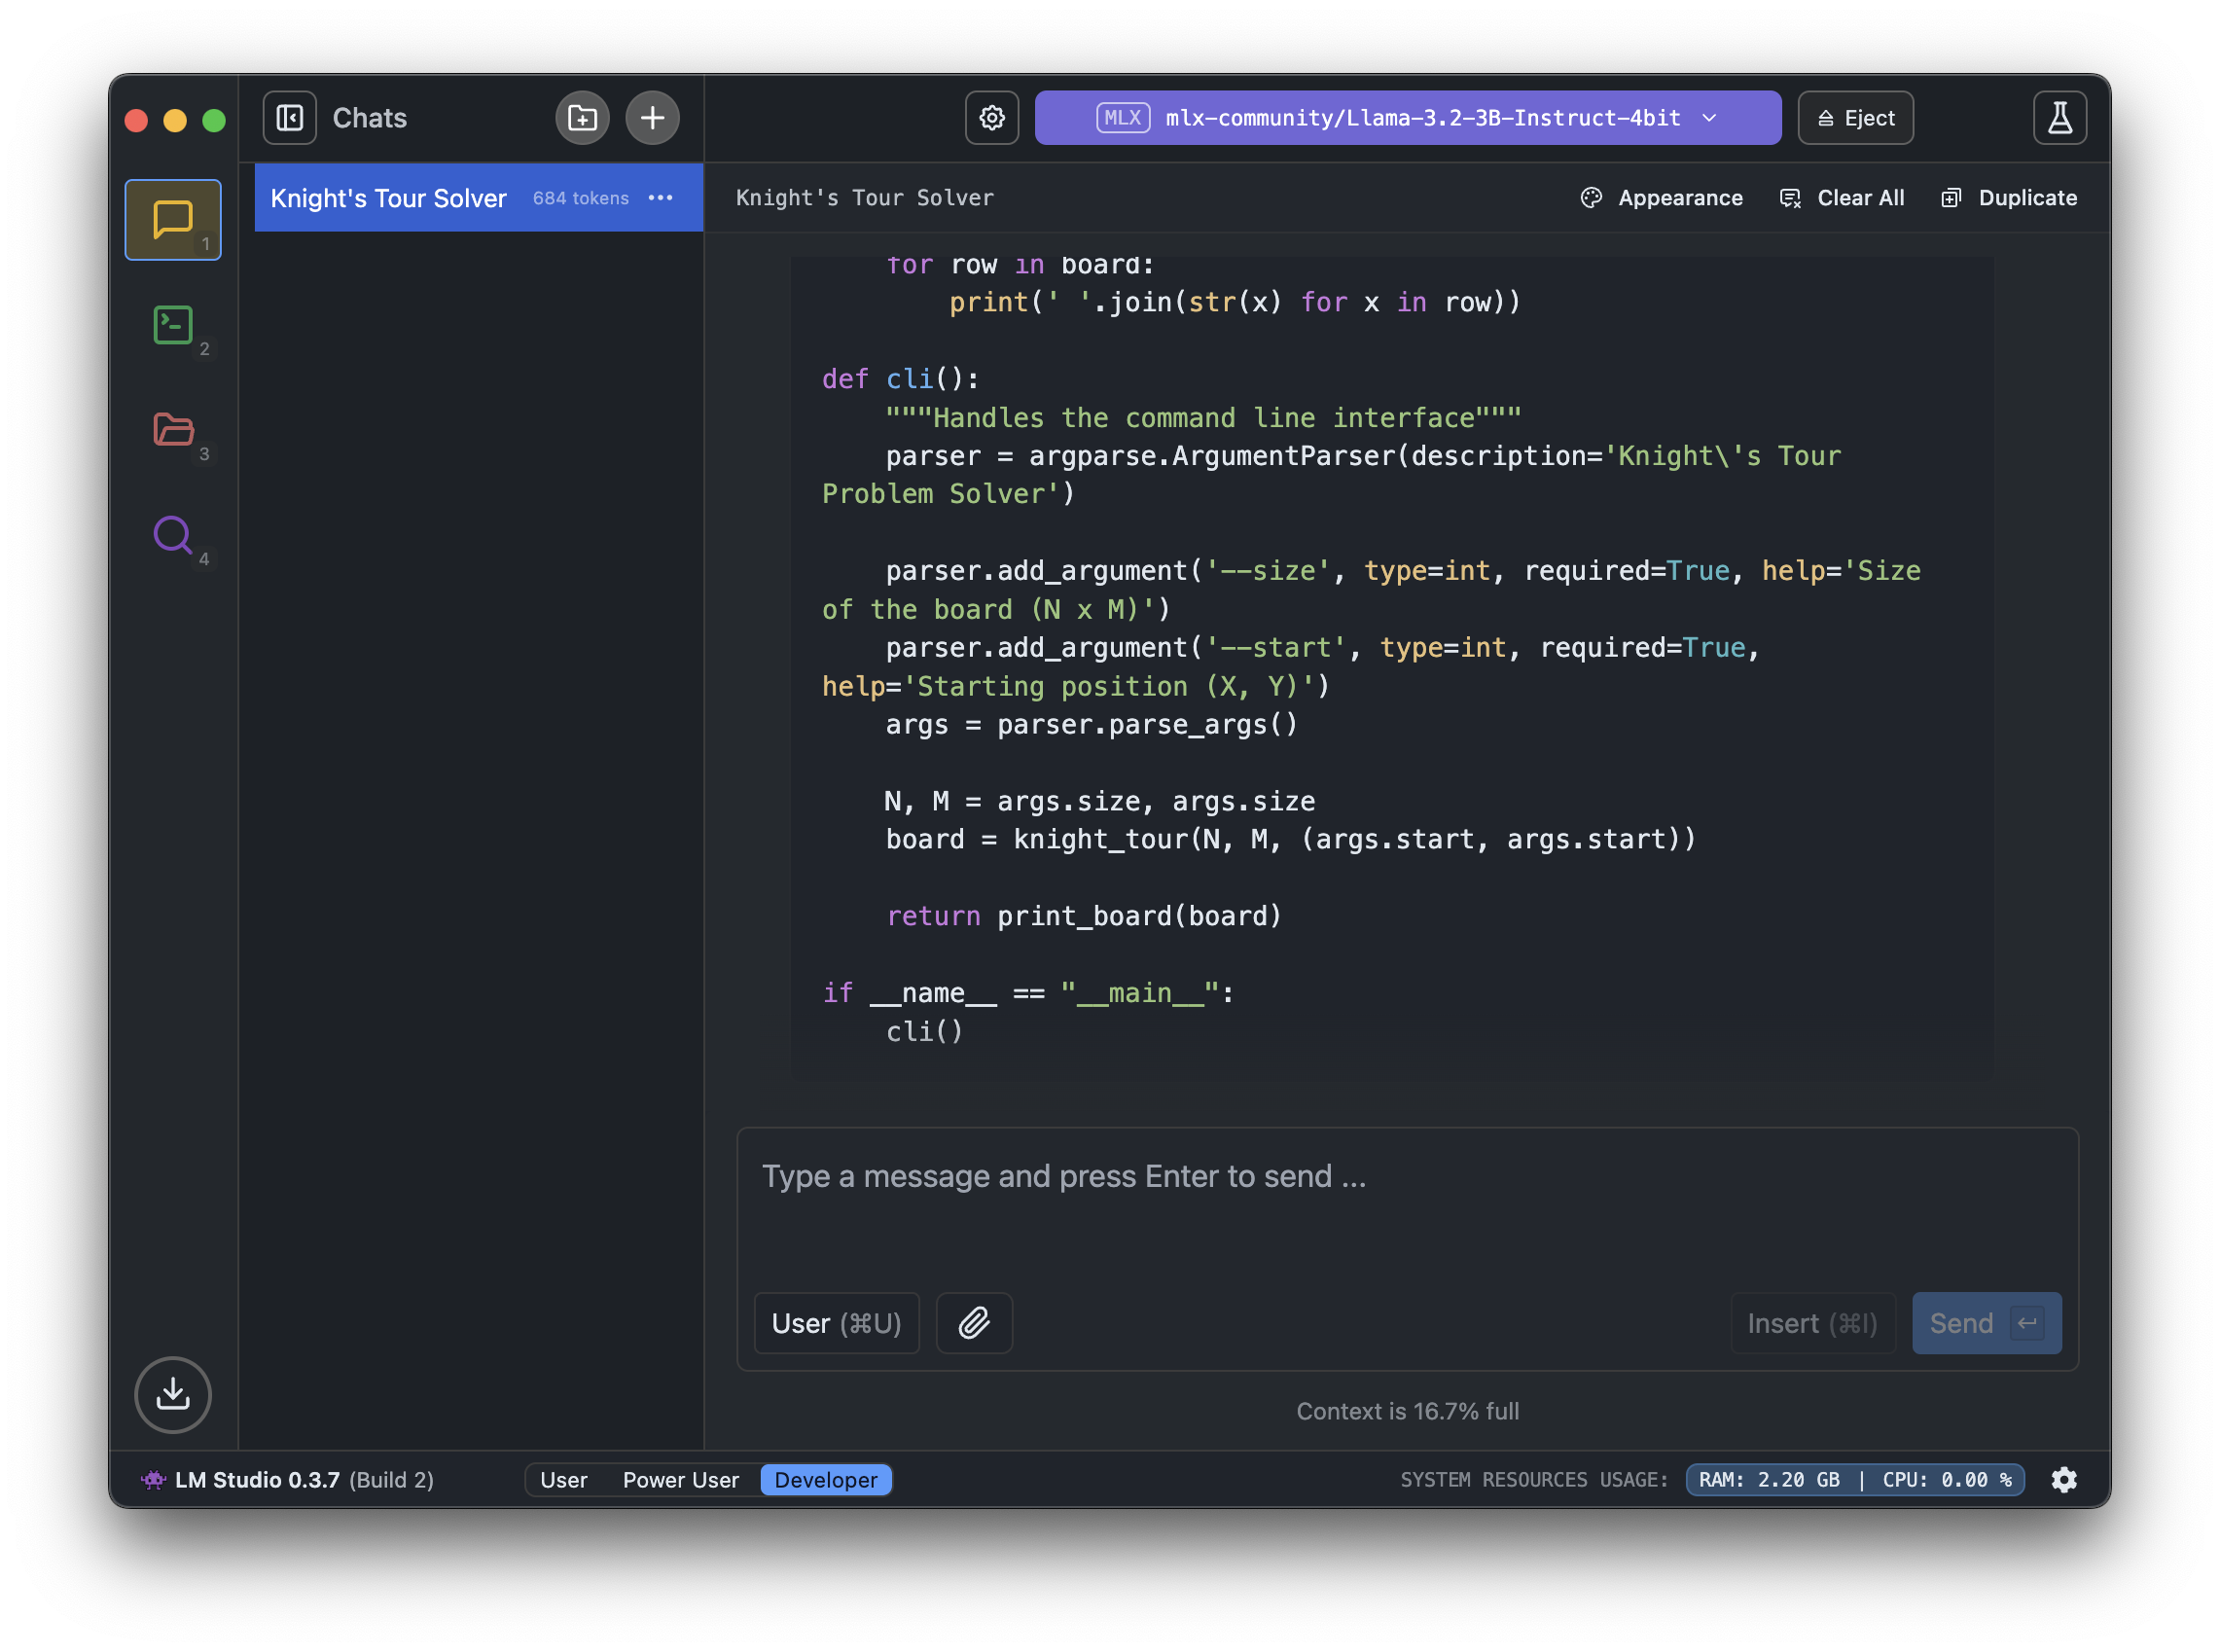 Chats
MLX mlx-community/Llama-3.2-3B-Instruct-4bit
Eject
1
2
3
4
Knight's Tour Solver 684 tokens
Knight's Tour Solver
Appearance
Clear All
Duplicate
    for row in board:
        print(' '.join(str(x) for x in row))

def cli():
    """Handles the command line interface"""
    parser = argparse.ArgumentParser(description='Knight\'s Tour
Problem Solver')

    parser.add_argument('--size', type=int, required=True, help='Size
of the board (N x M)')
    parser.add_argument('--start', type=int, required=True,
help='Starting position (X, Y)')
    args = parser.parse_args()

    N, M = args.size, args.size
    board = knight_tour(N, M, (args.start, args.start))

    return print_board(board)

if __name__ == "__main__":
    cli()
Type a message and press Enter to send ...
User (⌘U)
Insert (⌘I)
Send
Context is 16.7% full
LM Studio 0.3.7 (Build 2)
User
Power User
Developer
SYSTEM RESOURCES USAGE:
RAM: 2.20 GB | CPU: 0.00 %